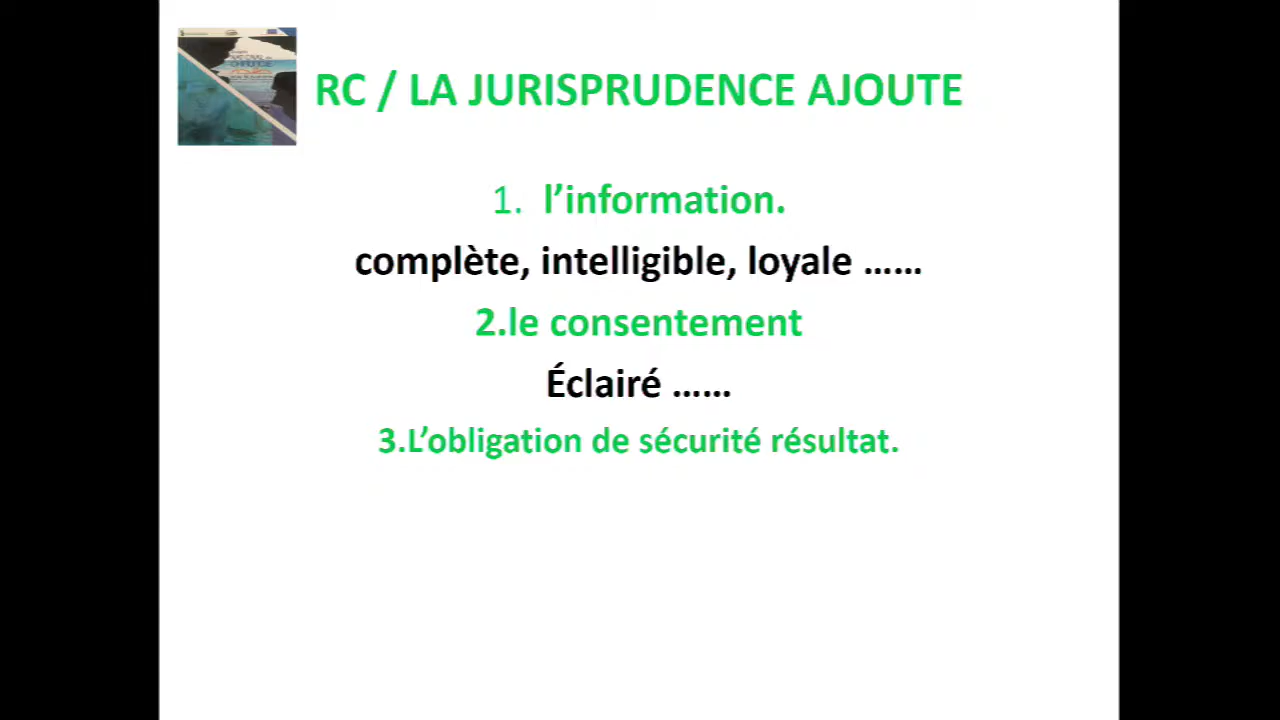 RC / LA JURISPRUDENCE AJOUTE
1. l’information.
complète, intelligible, loyale ……
2.le consentement
Éclairé ……
3.L’obligation de sécurité résultat.